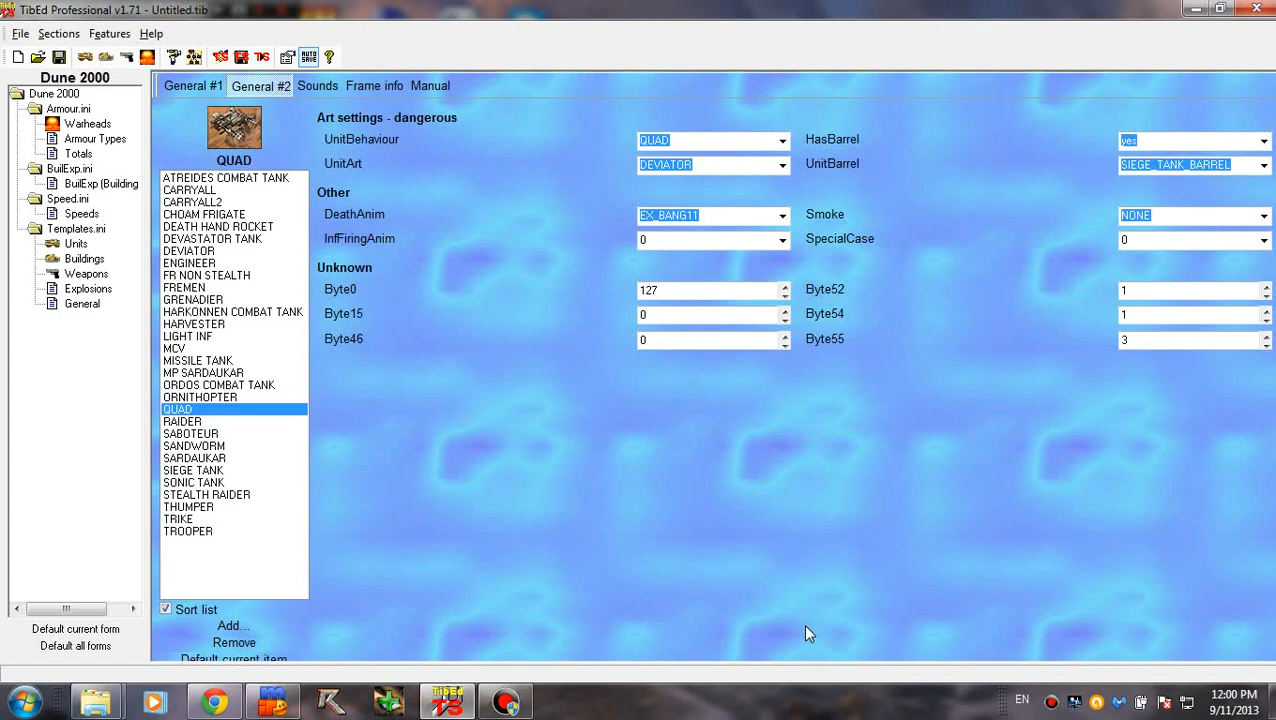 TibEd Professional v1.71 - Untitled.tib
File Sections Features Help
AUTO SAVE
Dune 2000
Dune 2000
Armour.ini
Warheads
Armour Types
Totals
BuilExp.ini
BuilExp (Building
Speed.ini
Speeds
Templates.ini
Units
Buildings
Weapons
Explosions
General
Default current form
Default all forms
General #1 General #2 Sounds Frame info Manual
QUAD
ATREIDES COMBAT TANK
CARRYALL
CARRYALL2
CHOAM FRIGATE
DEATH HAND ROCKET
DEVASTATOR TANK
DEVIATOR
ENGINEER
FR NON STEALTH
FREMEN
GRENADIER
HARKONNEN COMBAT TANK
HARVESTER
LIGHT INF
MCV
MISSILE TANK
MP SARDAUKAR
ORDOS COMBAT TANK
ORNITHOPTER
QUAD
RAIDER
SABOTEUR
SANDWORM
SARDAUKAR
SIEGE TANK
SONIC TANK
STEALTH RAIDER
THUMPER
TRIKE
TROOPER
Sort list
Add...
Remove
Default current item
Art settings - dangerous
UnitBehaviour QUAD HasBarrel yes
UnitArt DEVIATOR UnitBarrel SIEGE_TANK_BARREL
Other
DeathAnim EX_BANG11 Smoke NONE
InfFiringAnim 0 SpecialCase 0
Unknown
Byte0 127 Byte52 1
Byte15 0 Byte54 1
Byte46 0 Byte55 3
TibEd
TS
EN
12:00 PM
9/11/2013